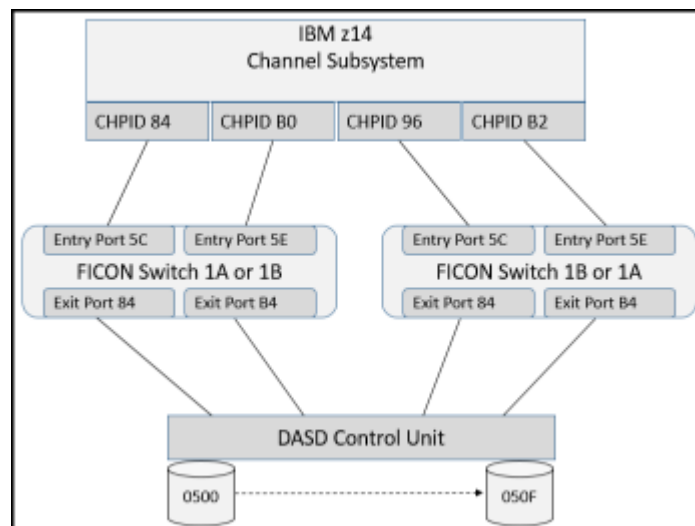 IBM z14
Channel Subsystem
CHPID 84
CHPID B0
CHPID 96
CHPID B2
Entry Port 5C
Entry Port 5E
FICON Switch 1A or 1B
Exit Port 84
Exit Port B4
Entry Port 5C
Entry Port 5E
FICON Switch 1B or 1A
Exit Port 84
Exit Port B4
DASD Control Unit
0500
050F